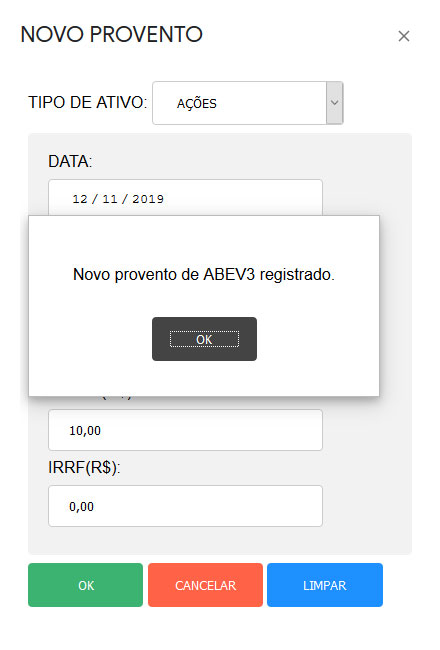 NOVO PROVENTO ×
TIPO DE ATIVO: AÇÕES
DATA:
12 / 11 / 2019
Novo provento de ABEV3 registrado.
OK
10,00
IRRF(R$):
0,00
OK CANCELAR LIMPAR